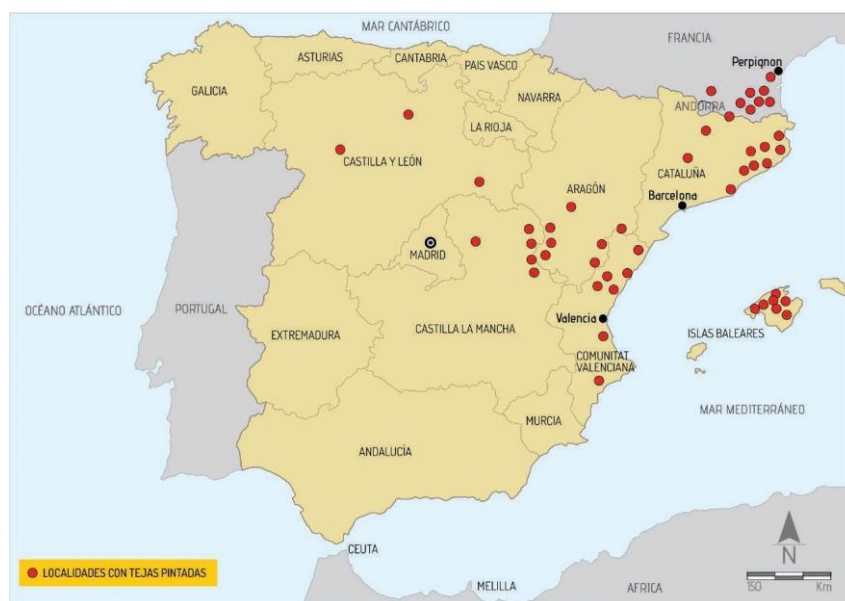 MAR CANTÁBRICO
FRANCIA
ASTURIAS
CANTABRIA
PAIS VASCO
Perpignon
GALICIA
NAVARRA
ANDORRA
LA RIOJA
CASTILLA Y LEÓN
CATALUÑA
ARAGÓN
Barcelona
MADRID
OCÉANO ATLÁNTICO
PORTUGAL
Valencia
CASTILLA LA MANCHA
EXTREMADURA
ISLAS BALEARES
COMUNITAT
VALENCIANA
MAR MEDITERRÁNEO
MURCIA
ANDALUCÍA
CEUTA
N
LOCALIDADES CON TEJAS PINTADAS
MELILLA
AFRICA
150 Km